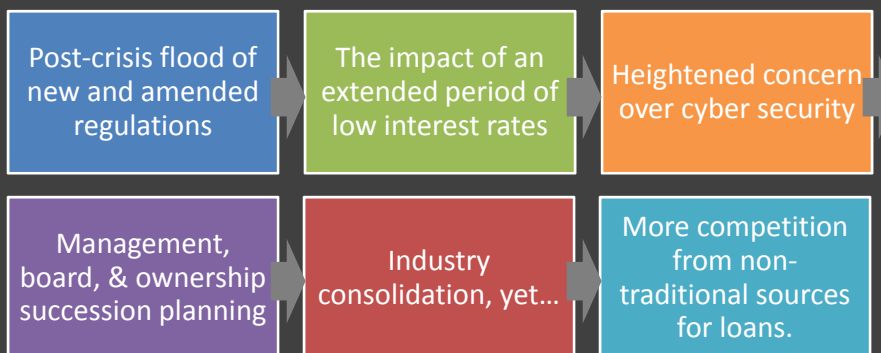 Post-crisis flood of
new and amended
regulations
The impact of an
extended period of
low interest rates
Heightened concern
over cyber security
Management,
board, & ownership
succession planning
Industry
consolidation, yet…
More competition
from non-
traditional sources
for loans.